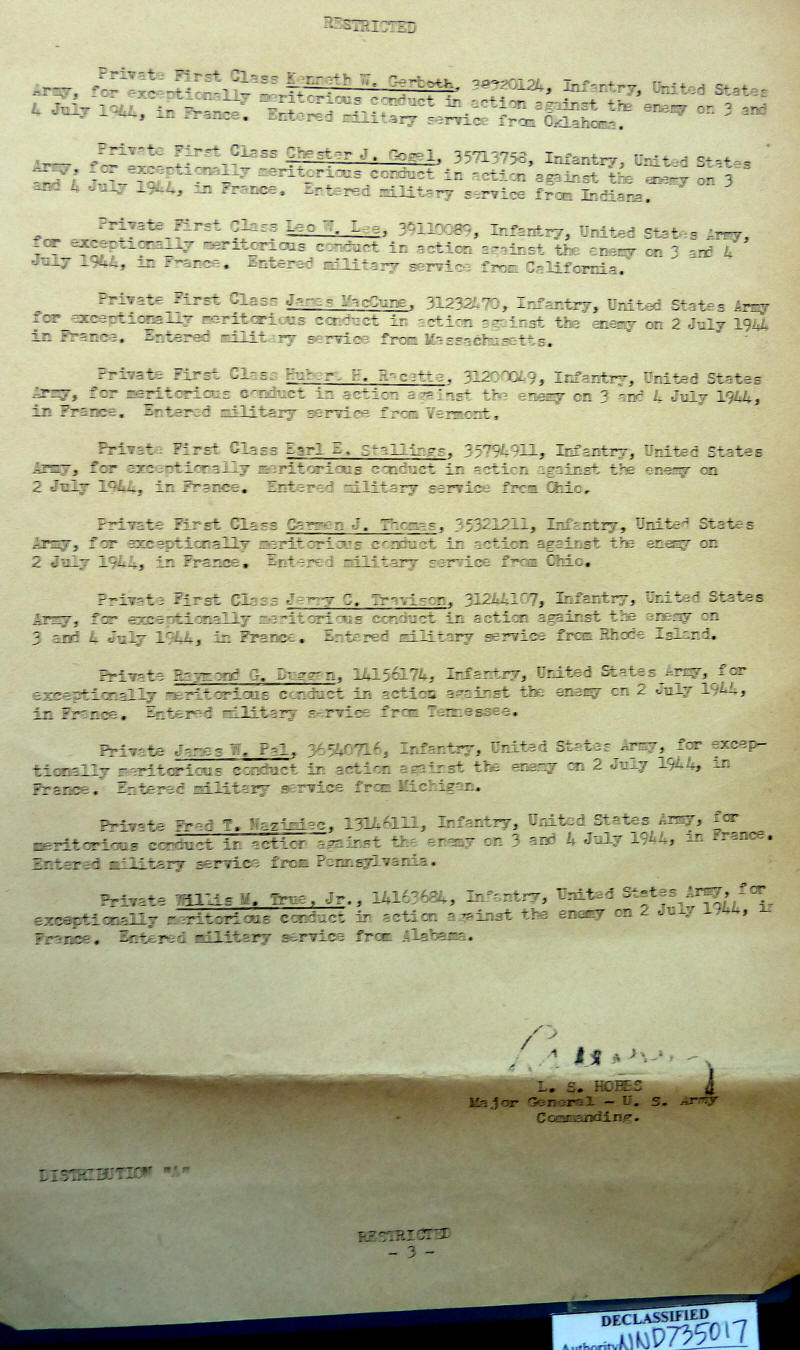 RESTRICTED
Private First Class Kenneth W. Gerboth, 38920124, Infantry, United States
Army, for exceptionally meritorious conduct in action against the enemy on 3 and
4 July 1944, in France. Entered military service from Oklahoma.
Private First Class Chester J. Gogel, 35713758, Infantry, United States
Army, for exceptionally meritorious conduct in action against the enemy on 3
and 4 July 1944, in France. Entered military service from Indiana.
Private First Class Leo W. Lee, 39110089, Infantry, United States Army,
for exceptionally meritorious conduct in action against the enemy on 3 and 4
July 1944, in France. Entered military service from California.
Private First Class James MacCune, 31232470, Infantry, United States Army
for exceptionally meritorious conduct in action against the enemy on 2 July 1944
in France. Entered military service from Massachusetts.
Private First Class Hubert H. Racette, 31200049, Infantry, United States
Army, for meritorious conduct in action against the enemy on 3 and 4 July 1944,
in France. Entered military service from Vermont.
Private First Class Earl E. Stallings, 35794911, Infantry, United States
Army, for exceptionally meritorious conduct in action against the enemy on
2 July 1944, in France. Entered military service from Ohio.
Private First Class Carmen J. Thomas, 35321211, Infantry, United States
Army, for exceptionally meritorious conduct in action against the enemy on
2 July 1944, in France. Entered military service from Ohio.
Private First Class Jerry C. Travison, 31244107, Infantry, United States
Army, for exceptionally meritorious conduct in action against the enemy on
3 and 4 July 1944, in France. Entered military service from Rhode Island.
Private Raymond G. Duggan, 14156174, Infantry, United States Army, for
exceptionally meritorious conduct in action against the enemy on 2 July 1944,
in France. Entered military service from Tennessee.
Private James W. Pal, 36540716, Infantry, United States Army, for excep-
tionally meritorious conduct in action against the enemy on 2 July 1944, in
France. Entered military service from Michigan.
Private Fred T. Nazimiec, 13146111, Infantry, United States Army, for
meritorious conduct in action against the enemy on 3 and 4 July 1944, in France.
Entered military service from Pennsylvania.
Private Willis M. True, Jr., 14163684, Infantry, United States Army, for
exceptionally meritorious conduct in action against the enemy on 2 July 1944, in
France. Entered military service from Alabama.
L. S. HOBBS
Major General - U. S. Army
Commanding.
DISTRIBUTION "A"
RESTRICTED
- 3 -
DECLASSIFIED
Authority NND735017